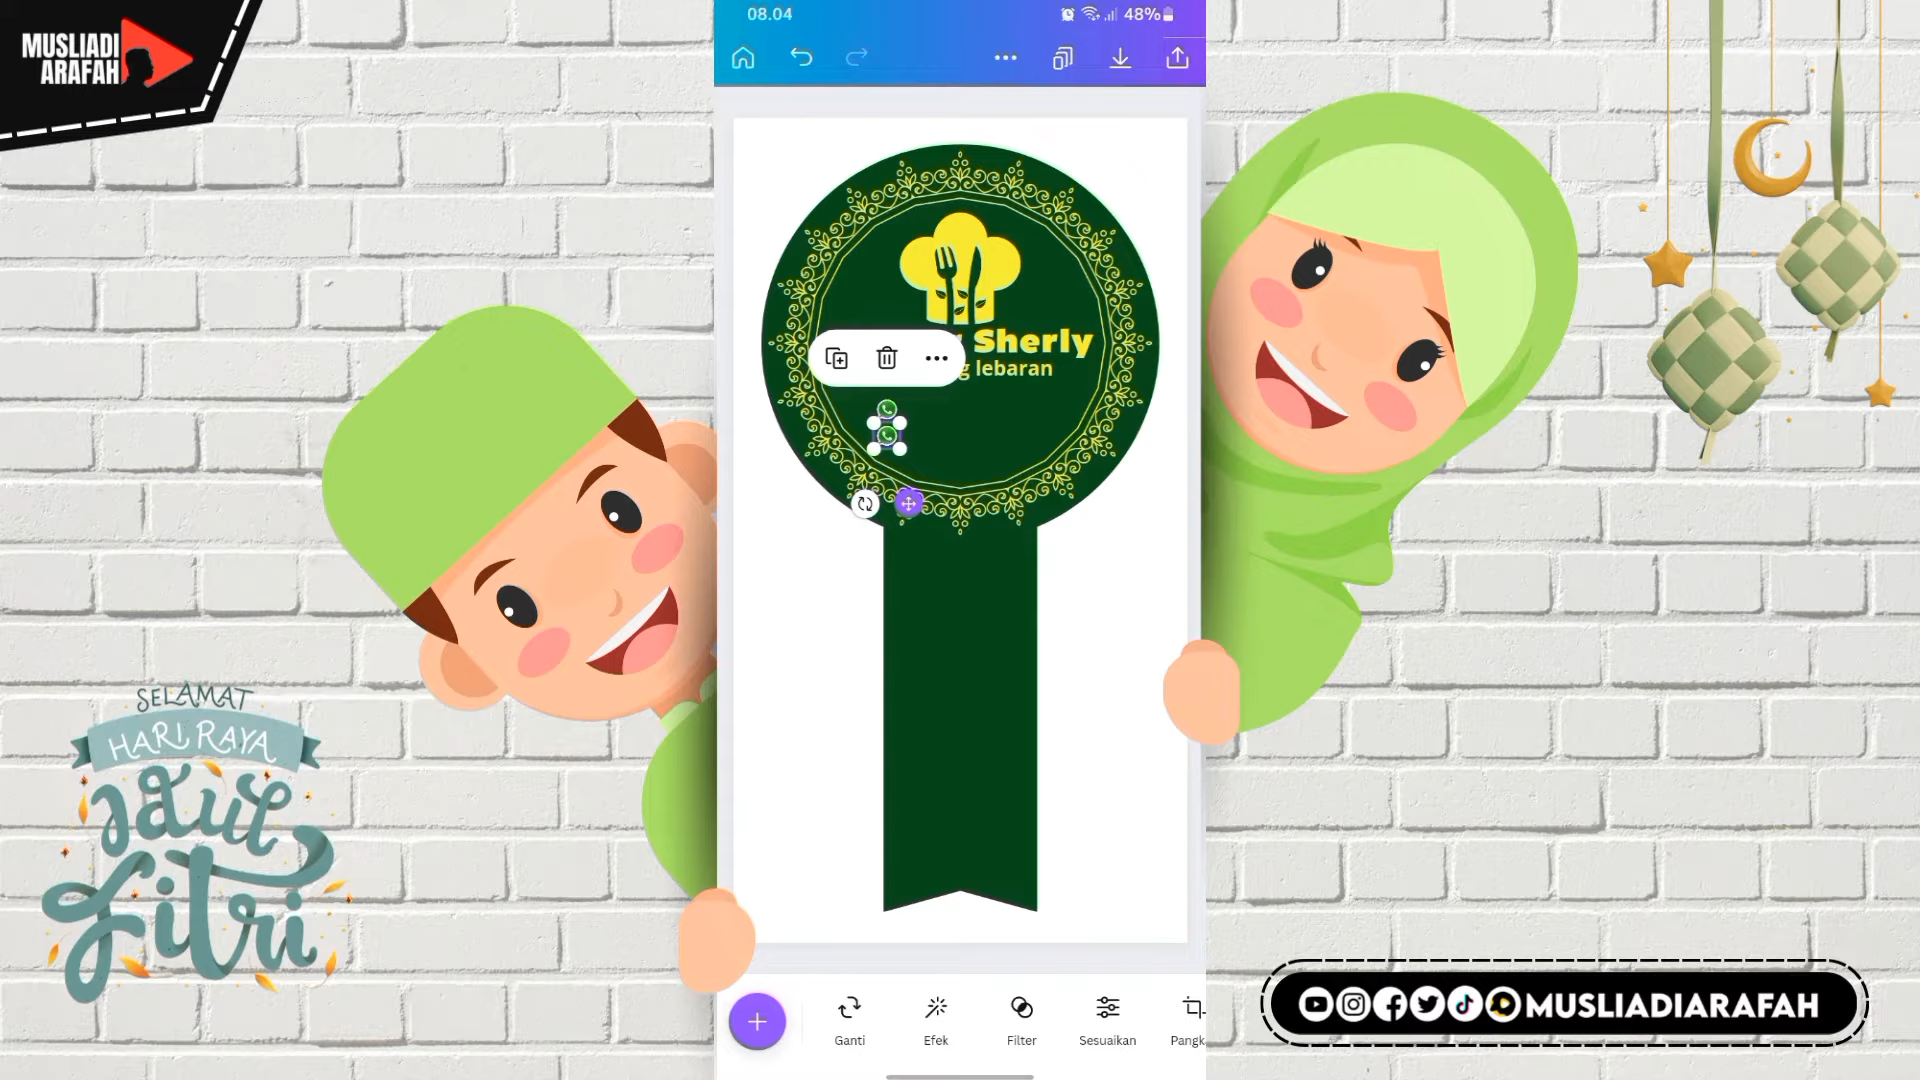 MUSLIADI
ARAFAH
08.04
48%
Sherly
g lebaran
SELAMAT
HARI RAYA
Idul
Fitri
Ganti
Efek
Filter
Sesuaikan
Pangk
MUSLIADIARAFAH